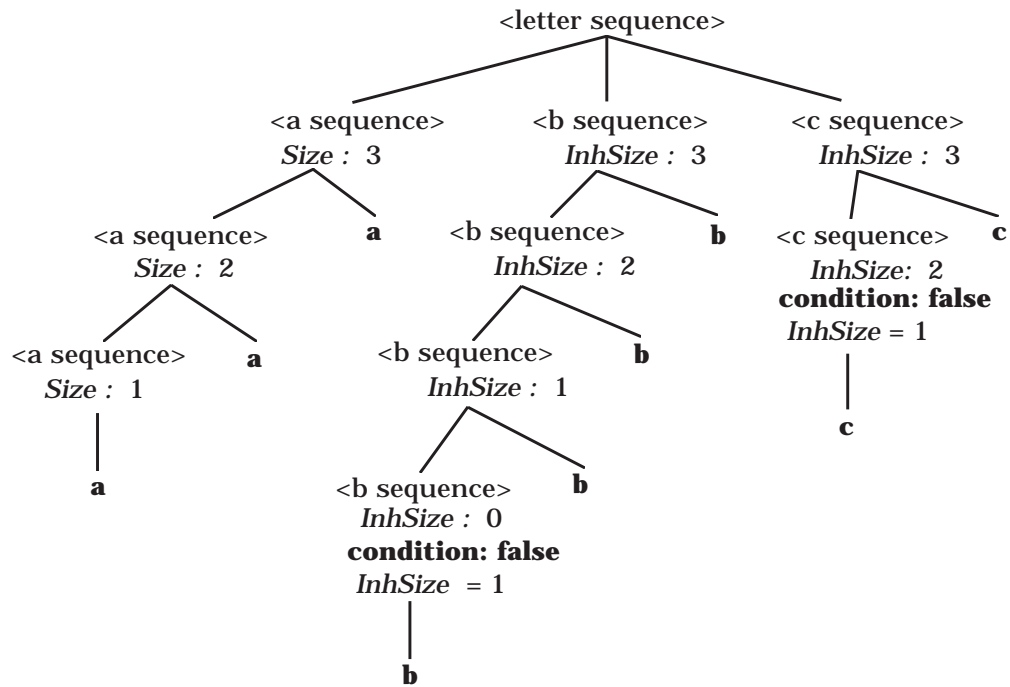 <letter sequence>
<a sequence> <b sequence> <c sequence>
Size : 3 InhSize : 3 InhSize : 3
<a sequence> a <b sequence> b <c sequence> c
Size : 2 InhSize : 2 InhSize: 2
condition: false
InhSize = 1
<a sequence> a <b sequence> b
Size : 1 InhSize : 1
c
a <b sequence> b
InhSize : 0
condition: false
InhSize = 1
b